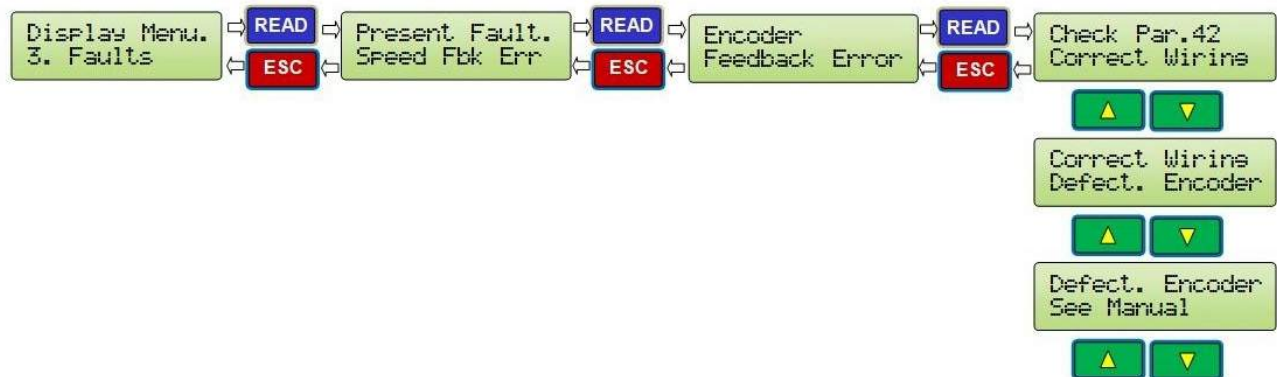 Display Menu.
3. Faults
READ
ESC
Present Fault.
Speed Fbk Err
READ
ESC
Encoder
Feedback Error
READ
ESC
Check Par.42
Correct Wiring
Correct Wiring
Defect. Encoder
Defect. Encoder
See Manual